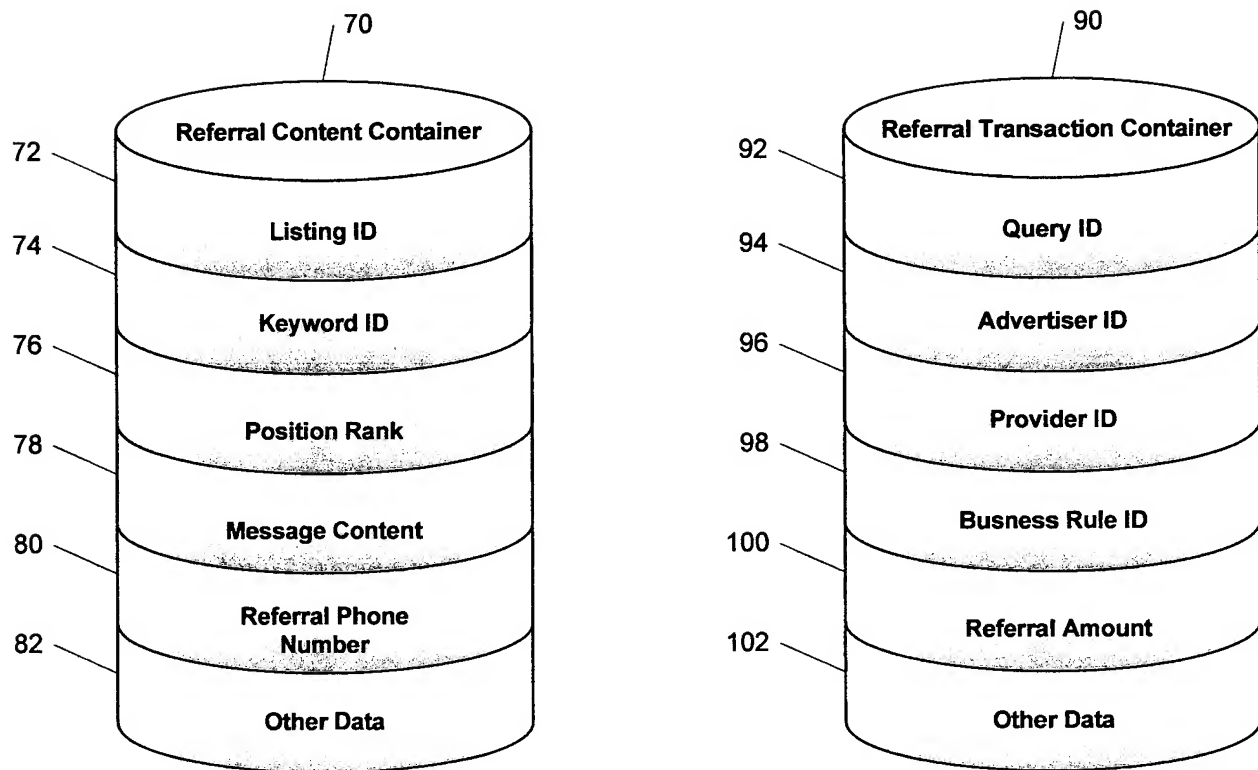 70
Referral Content Container
72
Listing ID
74
Keyword ID
76
Position Rank
78
Message Content
80
Referral Phone
Number
82
Other Data
90
Referral Transaction Container
92
Query ID
94
Advertiser ID
96
Provider ID
98
Busness Rule ID
100
Referral Amount
102
Other Data